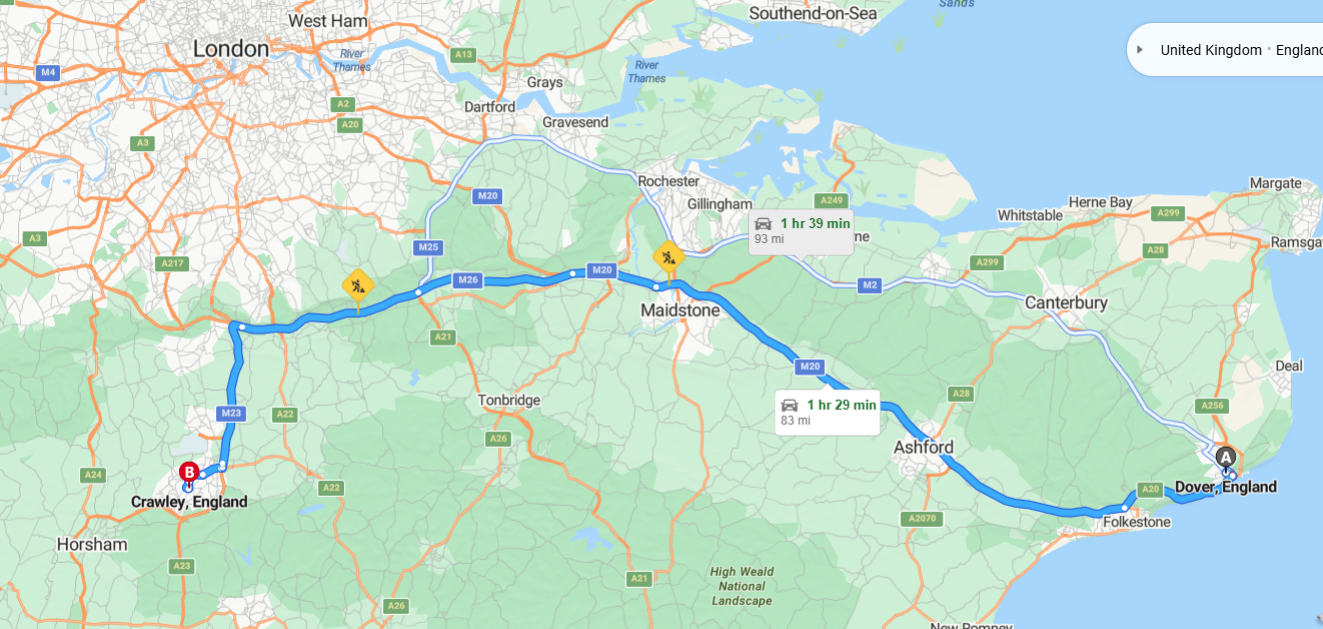 Sands
West Ham
Southend-on-Sea
London
River
Thames
A13
United Kingdom • England
M4
River
Thames
Grays
A2
Dartford
A20
Gravesend
A3
Rochester
Margate
M20
Gillingham
A249
Herne Bay
Whitstable
A299
1 hr 39 min
93 mi
ne
A3
M25
Ramsga
A28
A217
A299
M26
M20
M2
Maidstone
Canterbury
A21
M20
Deal
Tonbridge
A28
1 hr 29 min
83 mi
A256
M23
A22
A26
Ashford
A
B
A24
Crawley, England
A22
A20
Dover, England
A2070
Folkestone
Horsham
A23
High Weald
National
Landscape
A21
A26
New Romney